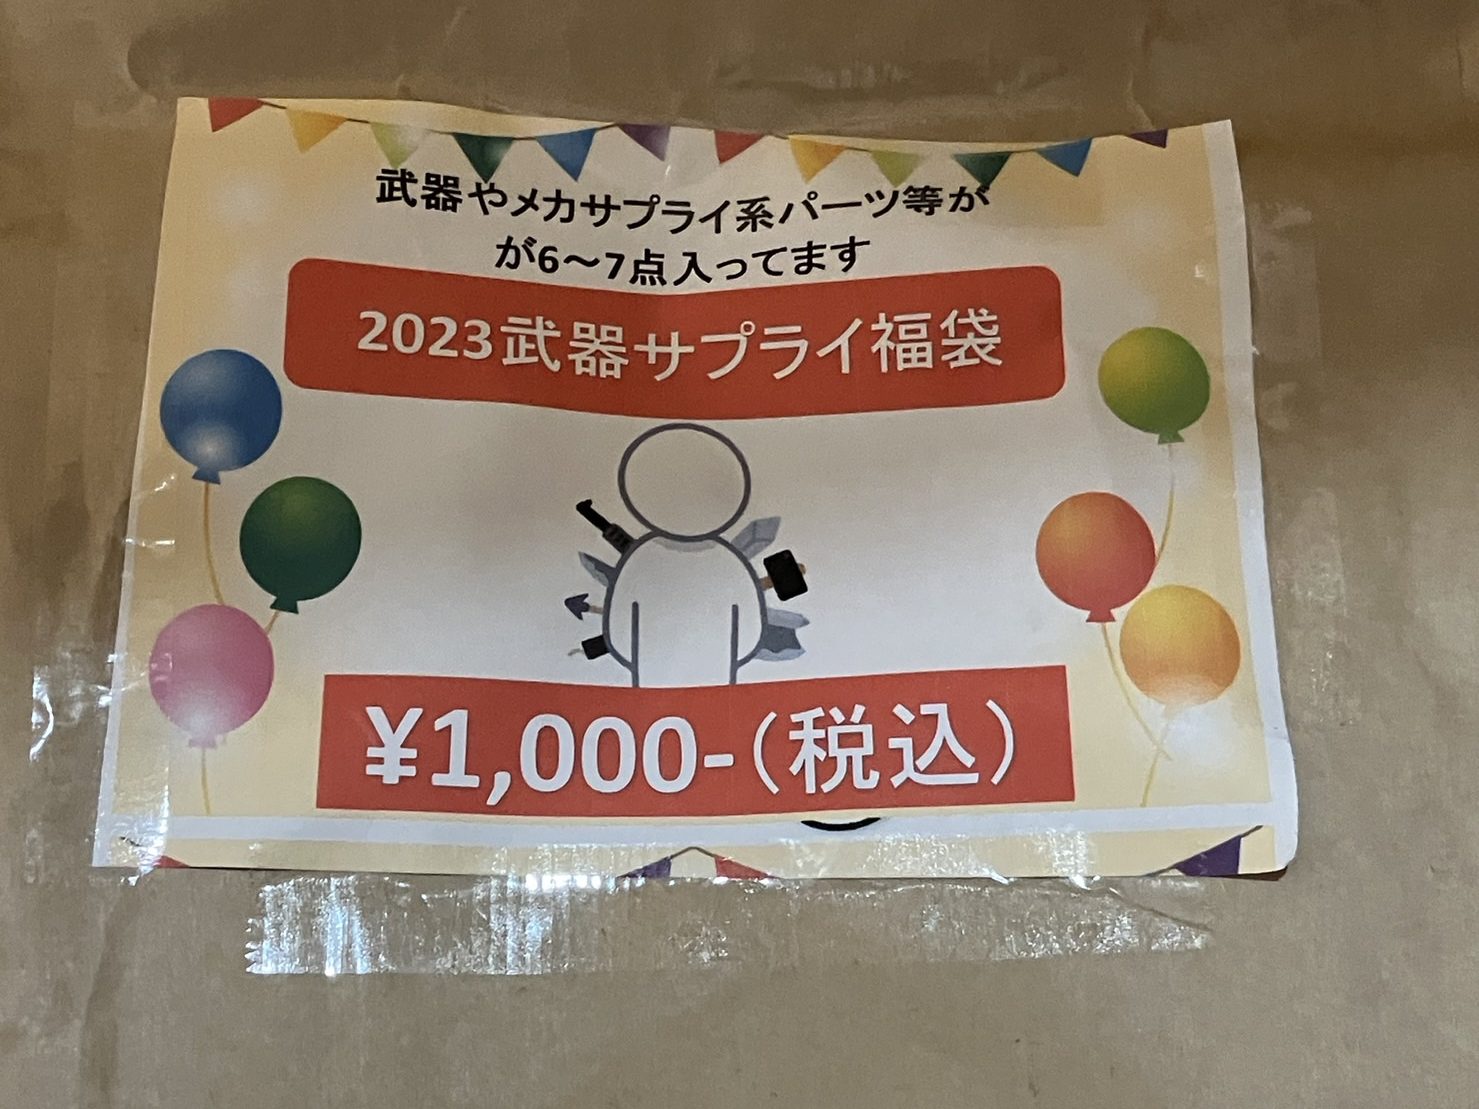 武器やメカサプライ系パーツ等が
が6～7点入ってます
2023武器サプライ福袋
¥1,000-（税込）